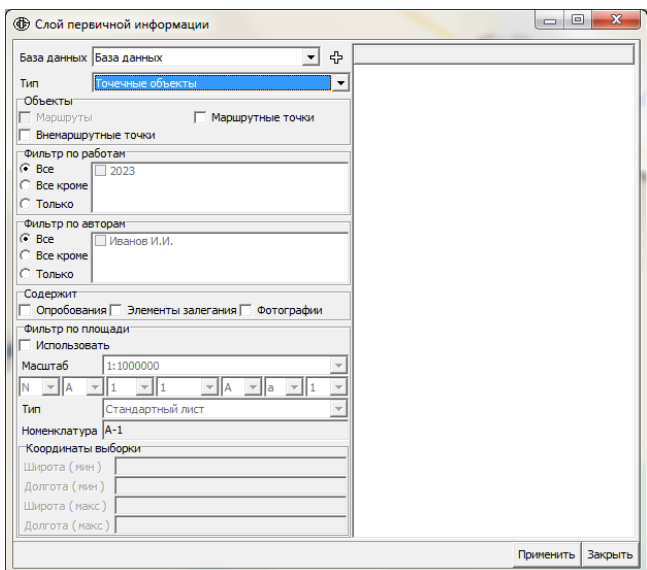 Слой первичной информации
База данных База данных
Тип Точечные объекты
Объекты
Маршруты Маршрутные точки
Внемаршрутные точки
Фильтр по работам
Все 2023
Все кроме
Только
Фильтр по авторам
Все Иванов И.И.
Все кроме
Только
Содержит
Опробования Элементы залегания Фотографии
Фильтр по площади
Использовать
Масштаб 1:1000000
N A 1 1 A a 1
Тип Стандартный лист
Номенклатура A-1
Координаты выборки
Широта ( мин )
Долгота ( мин )
Широта ( макс )
Долгота ( макс )
Применить Закрыть